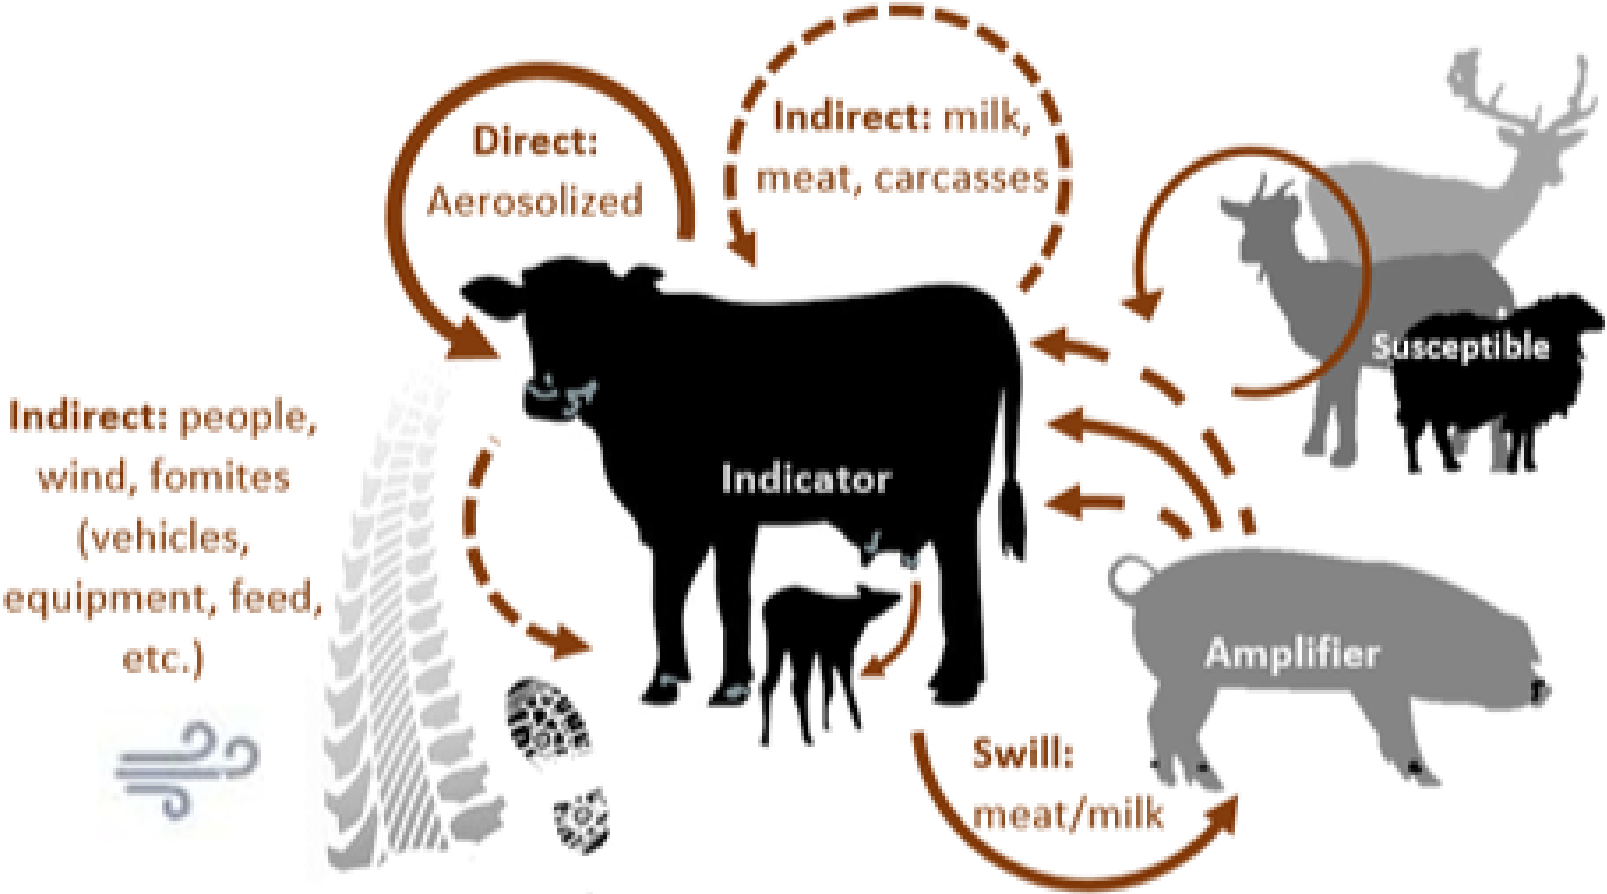 Direct:
Aerosolized
Indirect: milk,
meat, carcasses
Susceptible
Indirect: people,
wind, fomites
(vehicles,
equipment, feed,
etc.)
Indicator
Amplifier
Swill:
meat/milk